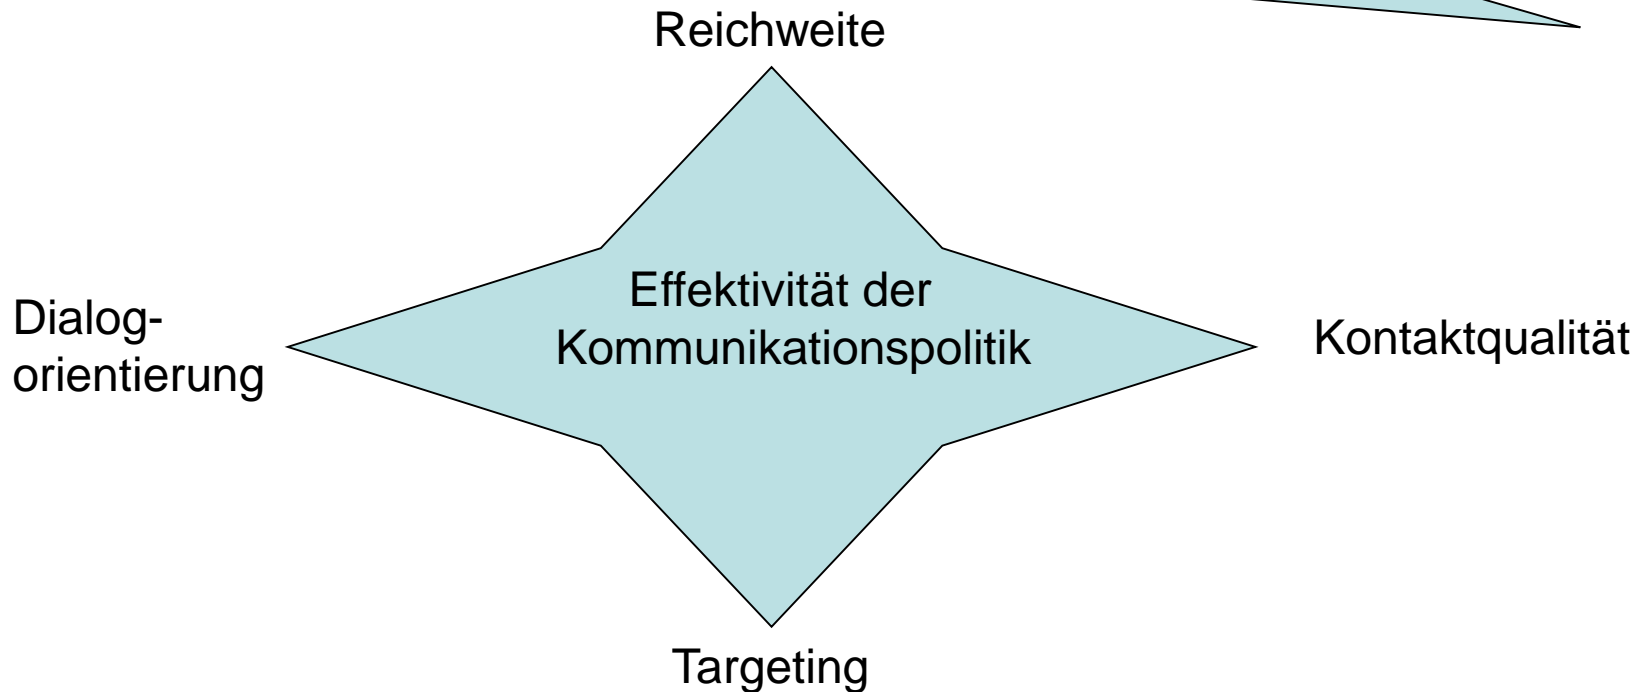 Reichweite
Effektivität der
Kommunikationspolitik
Dialog-
orientierung
Kontaktqualität
Targeting